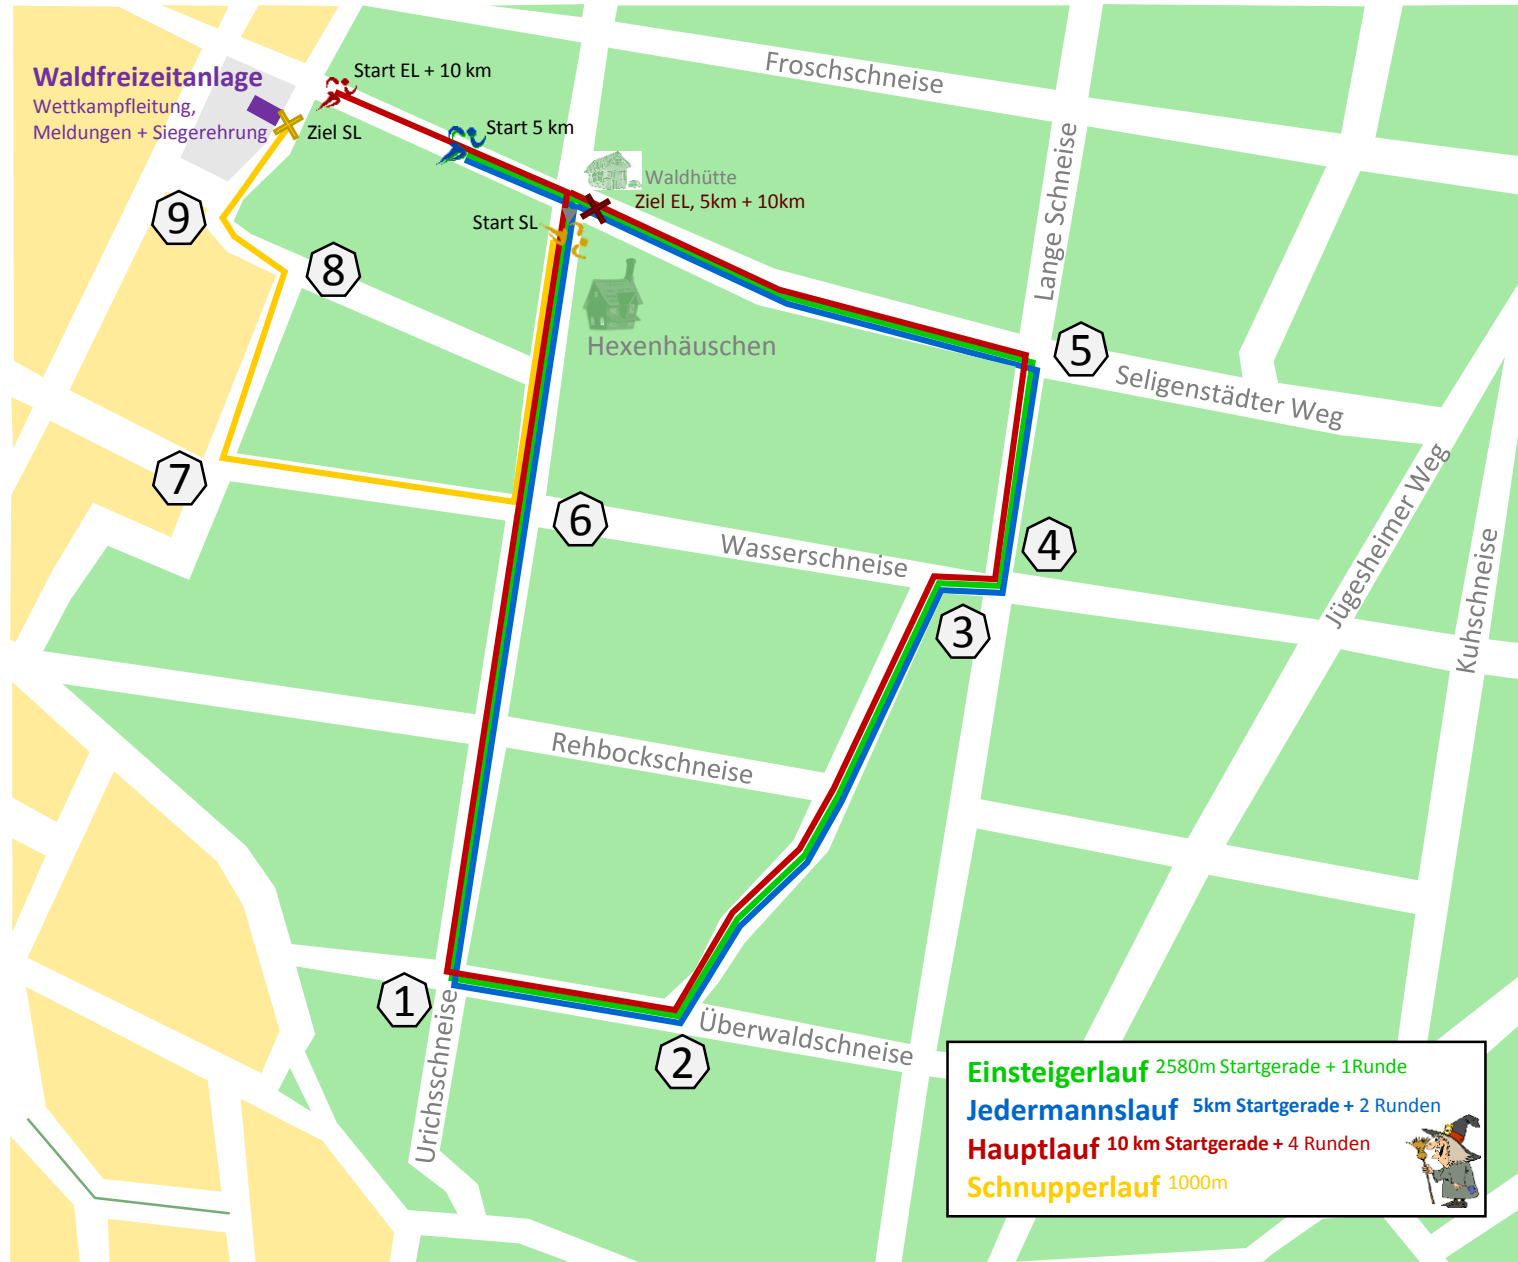 Waldfreizeitanlage
Wettkampfleitung,
Meldungen + Siegerehrung
Ziel SL
Start EL + 10 km
Start 5 km
Froschschneise
Waldhütte
Ziel EL, 5km + 10km
Start SL
Lange Schneise
9
8
Hexenhäuschen
5
Seligenstädter Weg
7
6
Wasserschneise
4
Jügesheimer Weg
Kuhschneise
3
Rehbockschneise
1
Urichsschneise
2
Überwaldschneise
Einsteigerlauf 2580m Startgerade + 1Runde
Jedermannslauf 5km Startgerade + 2 Runden
Hauptlauf 10 km Startgerade + 4 Runden
Schnupperlauf 1000m